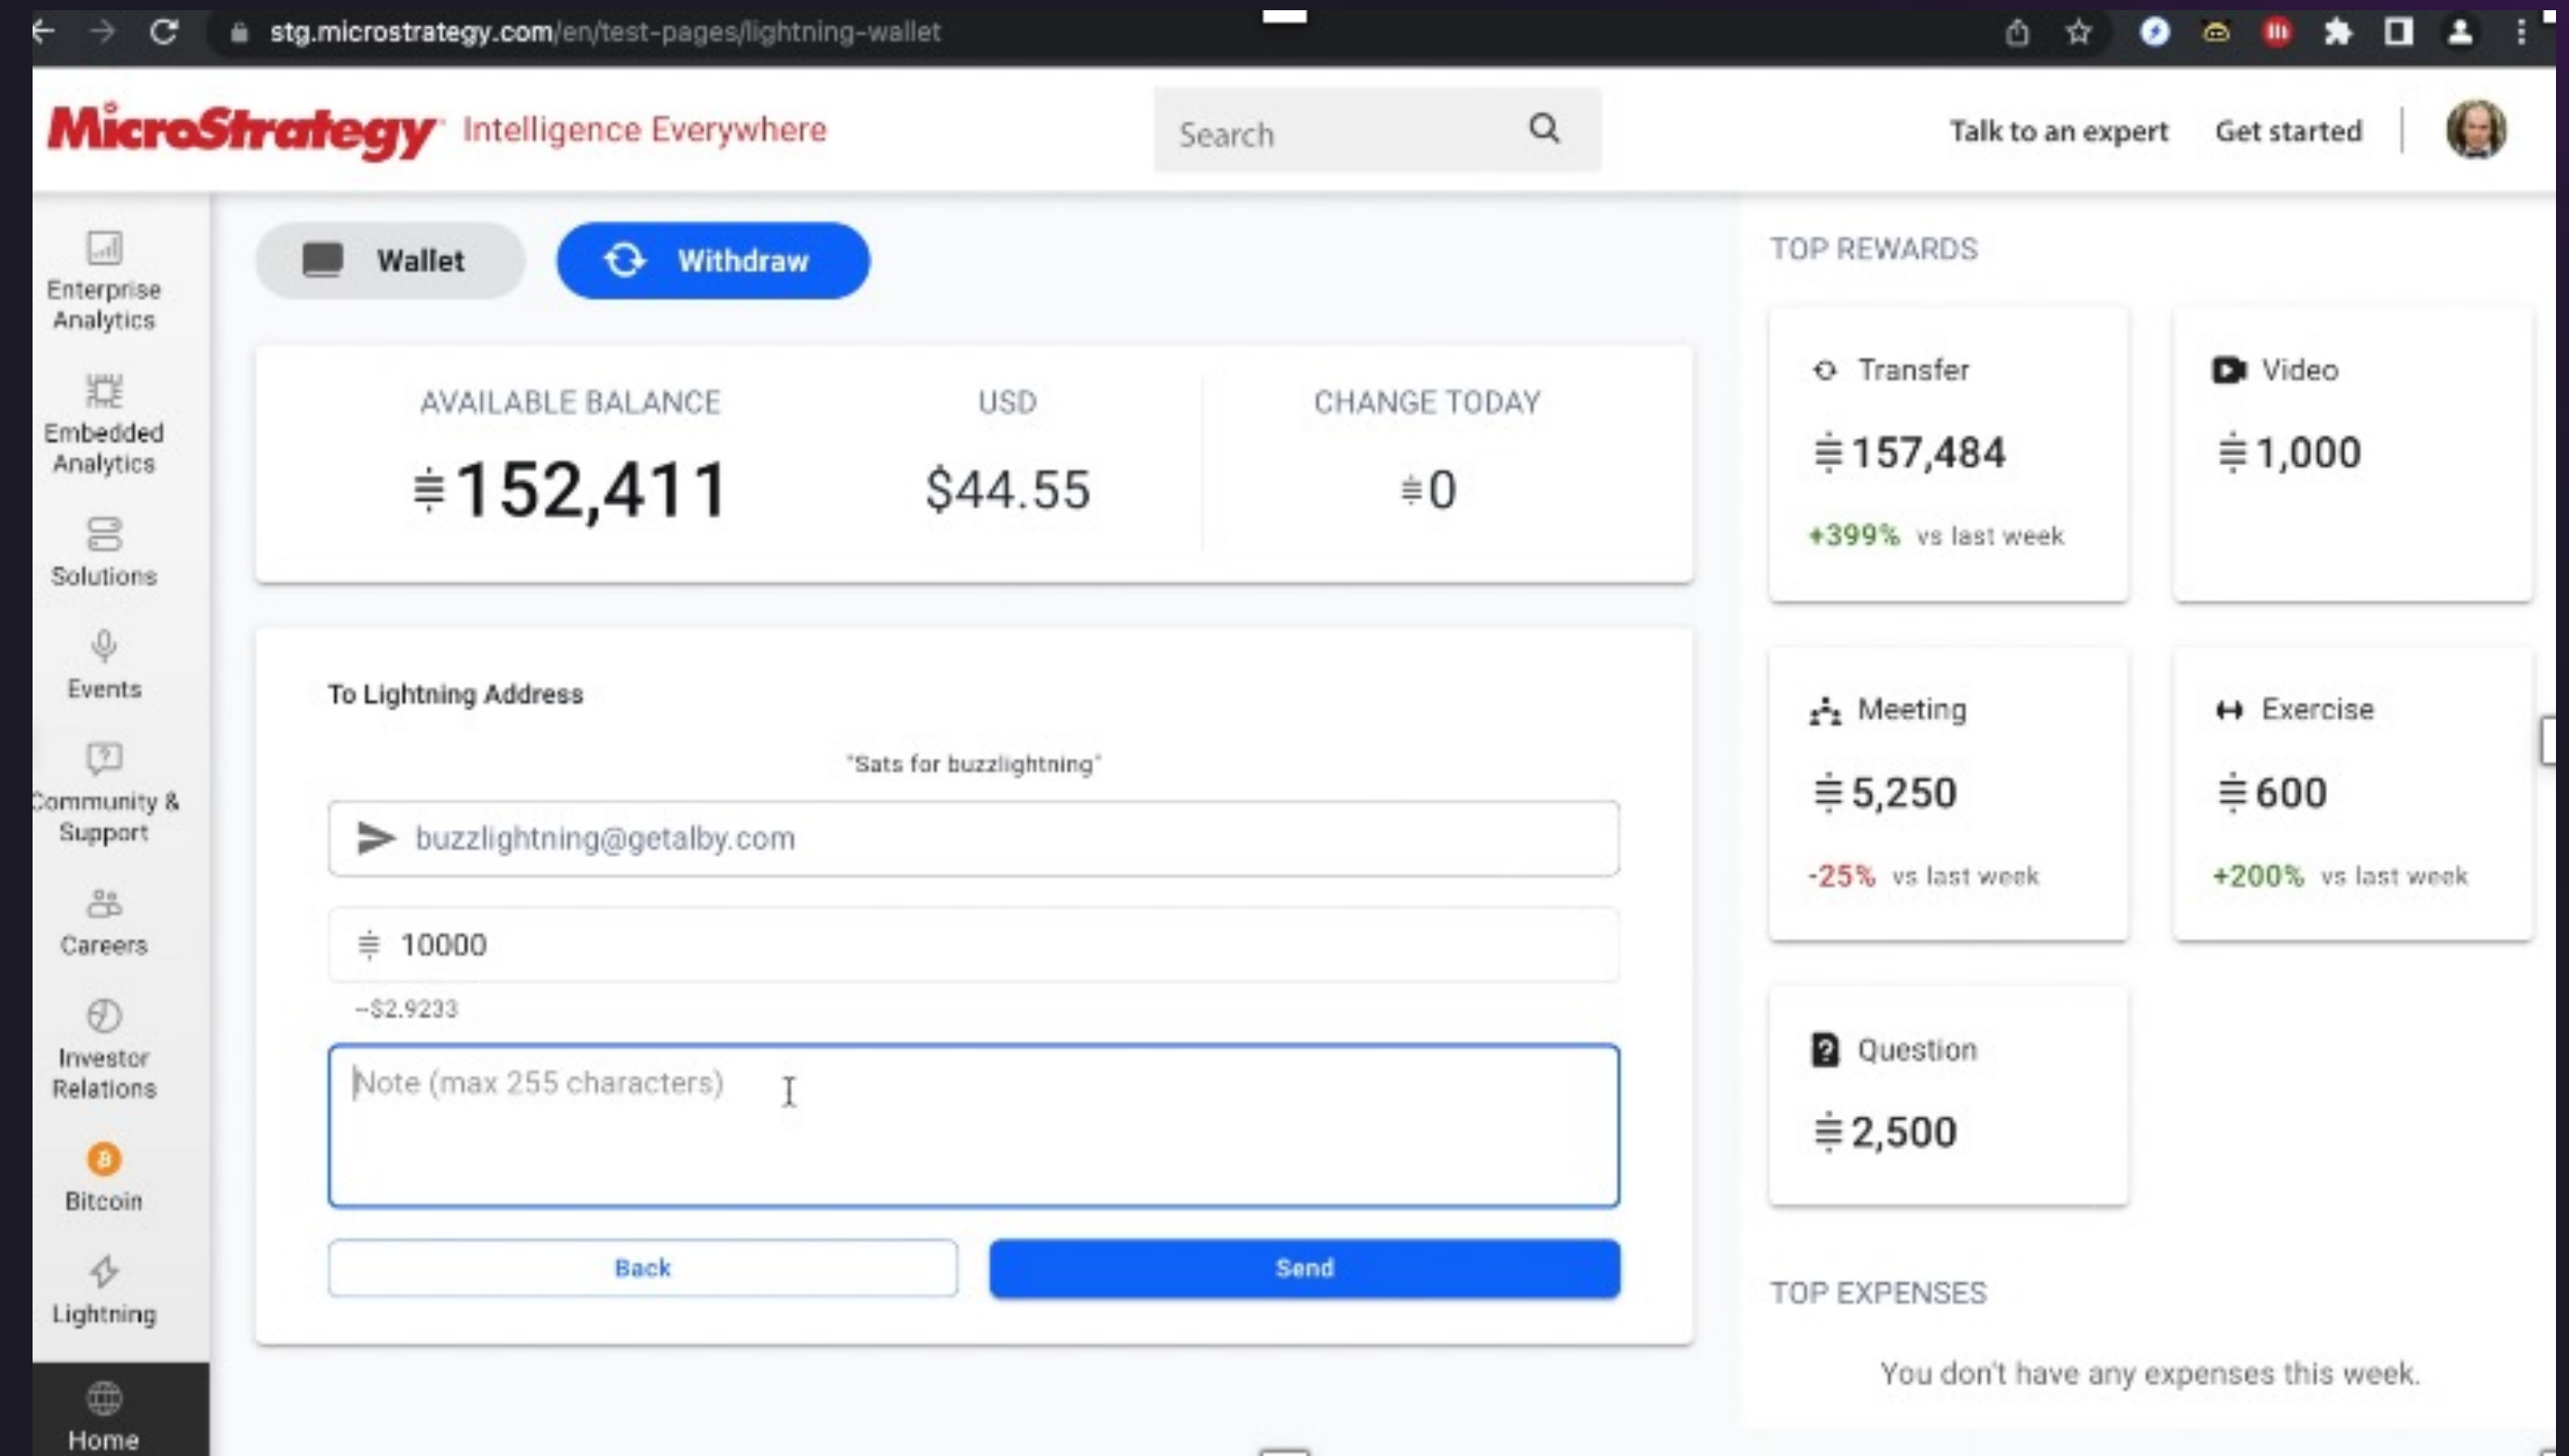 stg.microstrategy.com/en/test-pages/lightning-wallet
MicroStrategy Intelligence Everywhere
Search
Talk to an expert
Get started
Enterprise
Analytics
Embedded
Analytics
Solutions
Events
Community &
Support
Careers
Investor
Relations
Bitcoin
Lightning
Home
Wallet
Withdraw
AVAILABLE BALANCE
152,411
USD
$44.55
CHANGE TODAY
0
To Lightning Address
"Sats for buzzlightning"
buzzlightning@getalby.com
10000
~$2.9233
Note (max 255 characters)
Back
Send
TOP REWARDS
Transfer
157,484
+399% vs last week
Video
1,000
Meeting
5,250
-25% vs last week
Exercise
600
+200% vs last week
Question
2,500
TOP EXPENSES
You don't have any expenses this week.